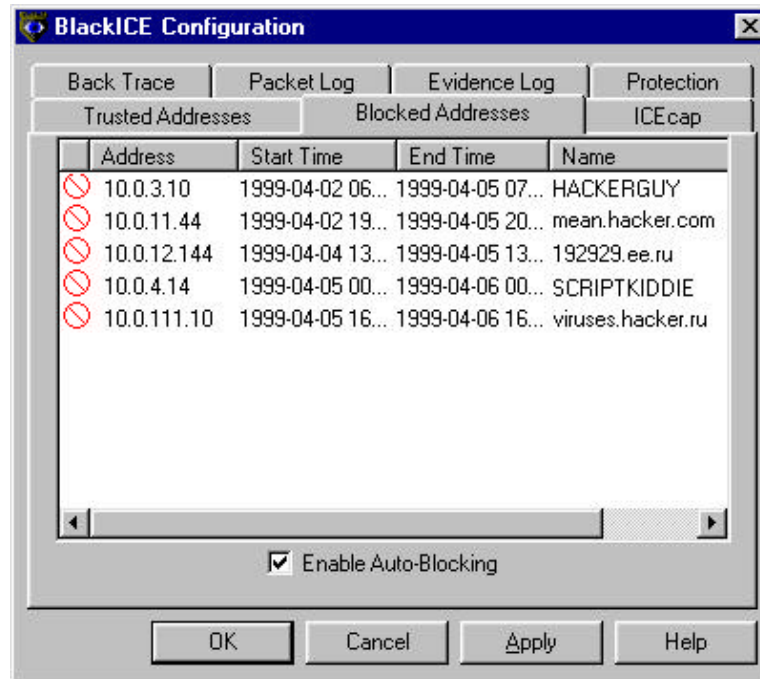 BlackICE Configuration
Back Trace Packet Log Evidence Log Protection
Trusted Addresses Blocked Addresses ICEcap
Address Start Time End Time Name
10.0.3.10 1999-04-02 06... 1999-04-05 07... HACKERGUY
10.0.11.44 1999-04-02 19... 1999-04-05 20... mean.hacker.com
10.0.12.144 1999-04-04 13... 1999-04-05 13... 192929.ee.ru
10.0.4.14 1999-04-05 00... 1999-04-06 00... SCRIPTKIDDIE
10.0.111.10 1999-04-05 16... 1999-04-06 16... viruses.hacker.ru
Enable Auto-Blocking
OK Cancel Apply Help